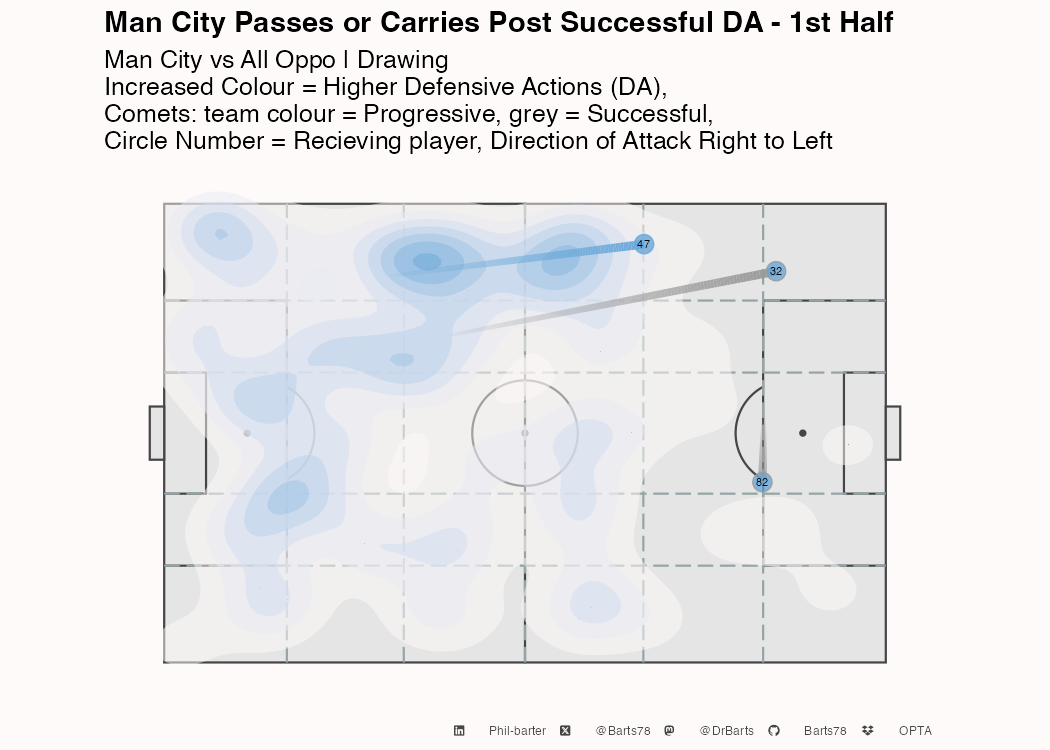 Man City Passes or Carries Post Successful DA - 1st Half
Man City vs All Oppo | Drawing
Increased Colour = Higher Defensive Actions (DA),
Comets: team colour = Progressive, grey = Successful,
Circle Number = Recieving player, Direction of Attack Right to Left
47
32
82
Phil-barter @Barts78 @DrBarts Barts78 OPTA